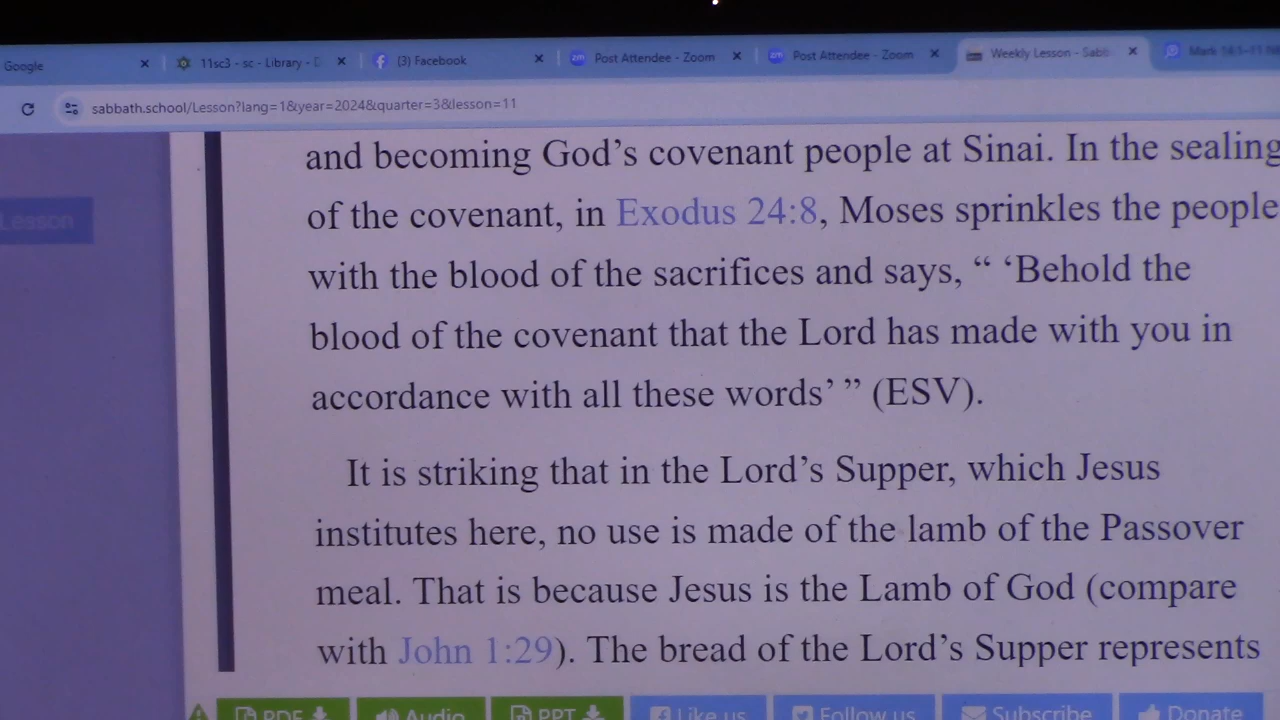 Google
11sc3 - sc - Library -
(3) Facebook
Post Attendee - Zoom
Post Attendee - Zoom
Weekly Lesson - Sabb
Mark 14:1-11
sabbath.school/Lesson?lang=1&year=2024&quarter=3&lesson=11
Lesson
and becoming God’s covenant people at Sinai. In the sealing
of the covenant, in Exodus 24:8, Moses sprinkles the people
with the blood of the sacrifices and says, “ ‘Behold the
blood of the covenant that the Lord has made with you in
accordance with all these words’ ” (ESV).
It is striking that in the Lord’s Supper, which Jesus
institutes here, no use is made of the lamb of the Passover
meal. That is because Jesus is the Lamb of God (compare
with John 1:29). The bread of the Lord’s Supper represents
PDF
Audio
PPT
Like us
Follow us
Subscribe
Donate